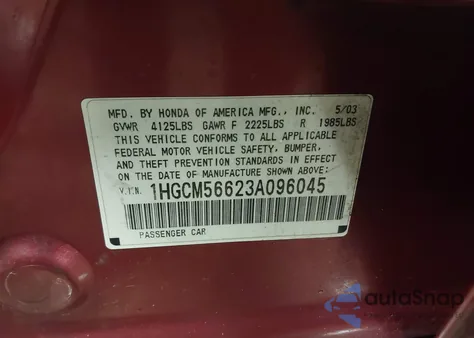 MFD. BY HONDA OF AMERICA MFG., INC. 5/03
GVWR 4125LBS GAWR F 2225LBS R 1985LBS
THIS VEHICLE CONFORMS TO ALL APPLICABLE
FEDERAL MOTOR VEHICLE SAFETY, BUMPER,
AND THEFT PREVENTION STANDARDS IN EFFECT
ON THE DATE OF MANUFACTURE SHOWN ABOVE.
V.I.N. 1HGCM56623A096045
PASSENGER CAR
autoSnap